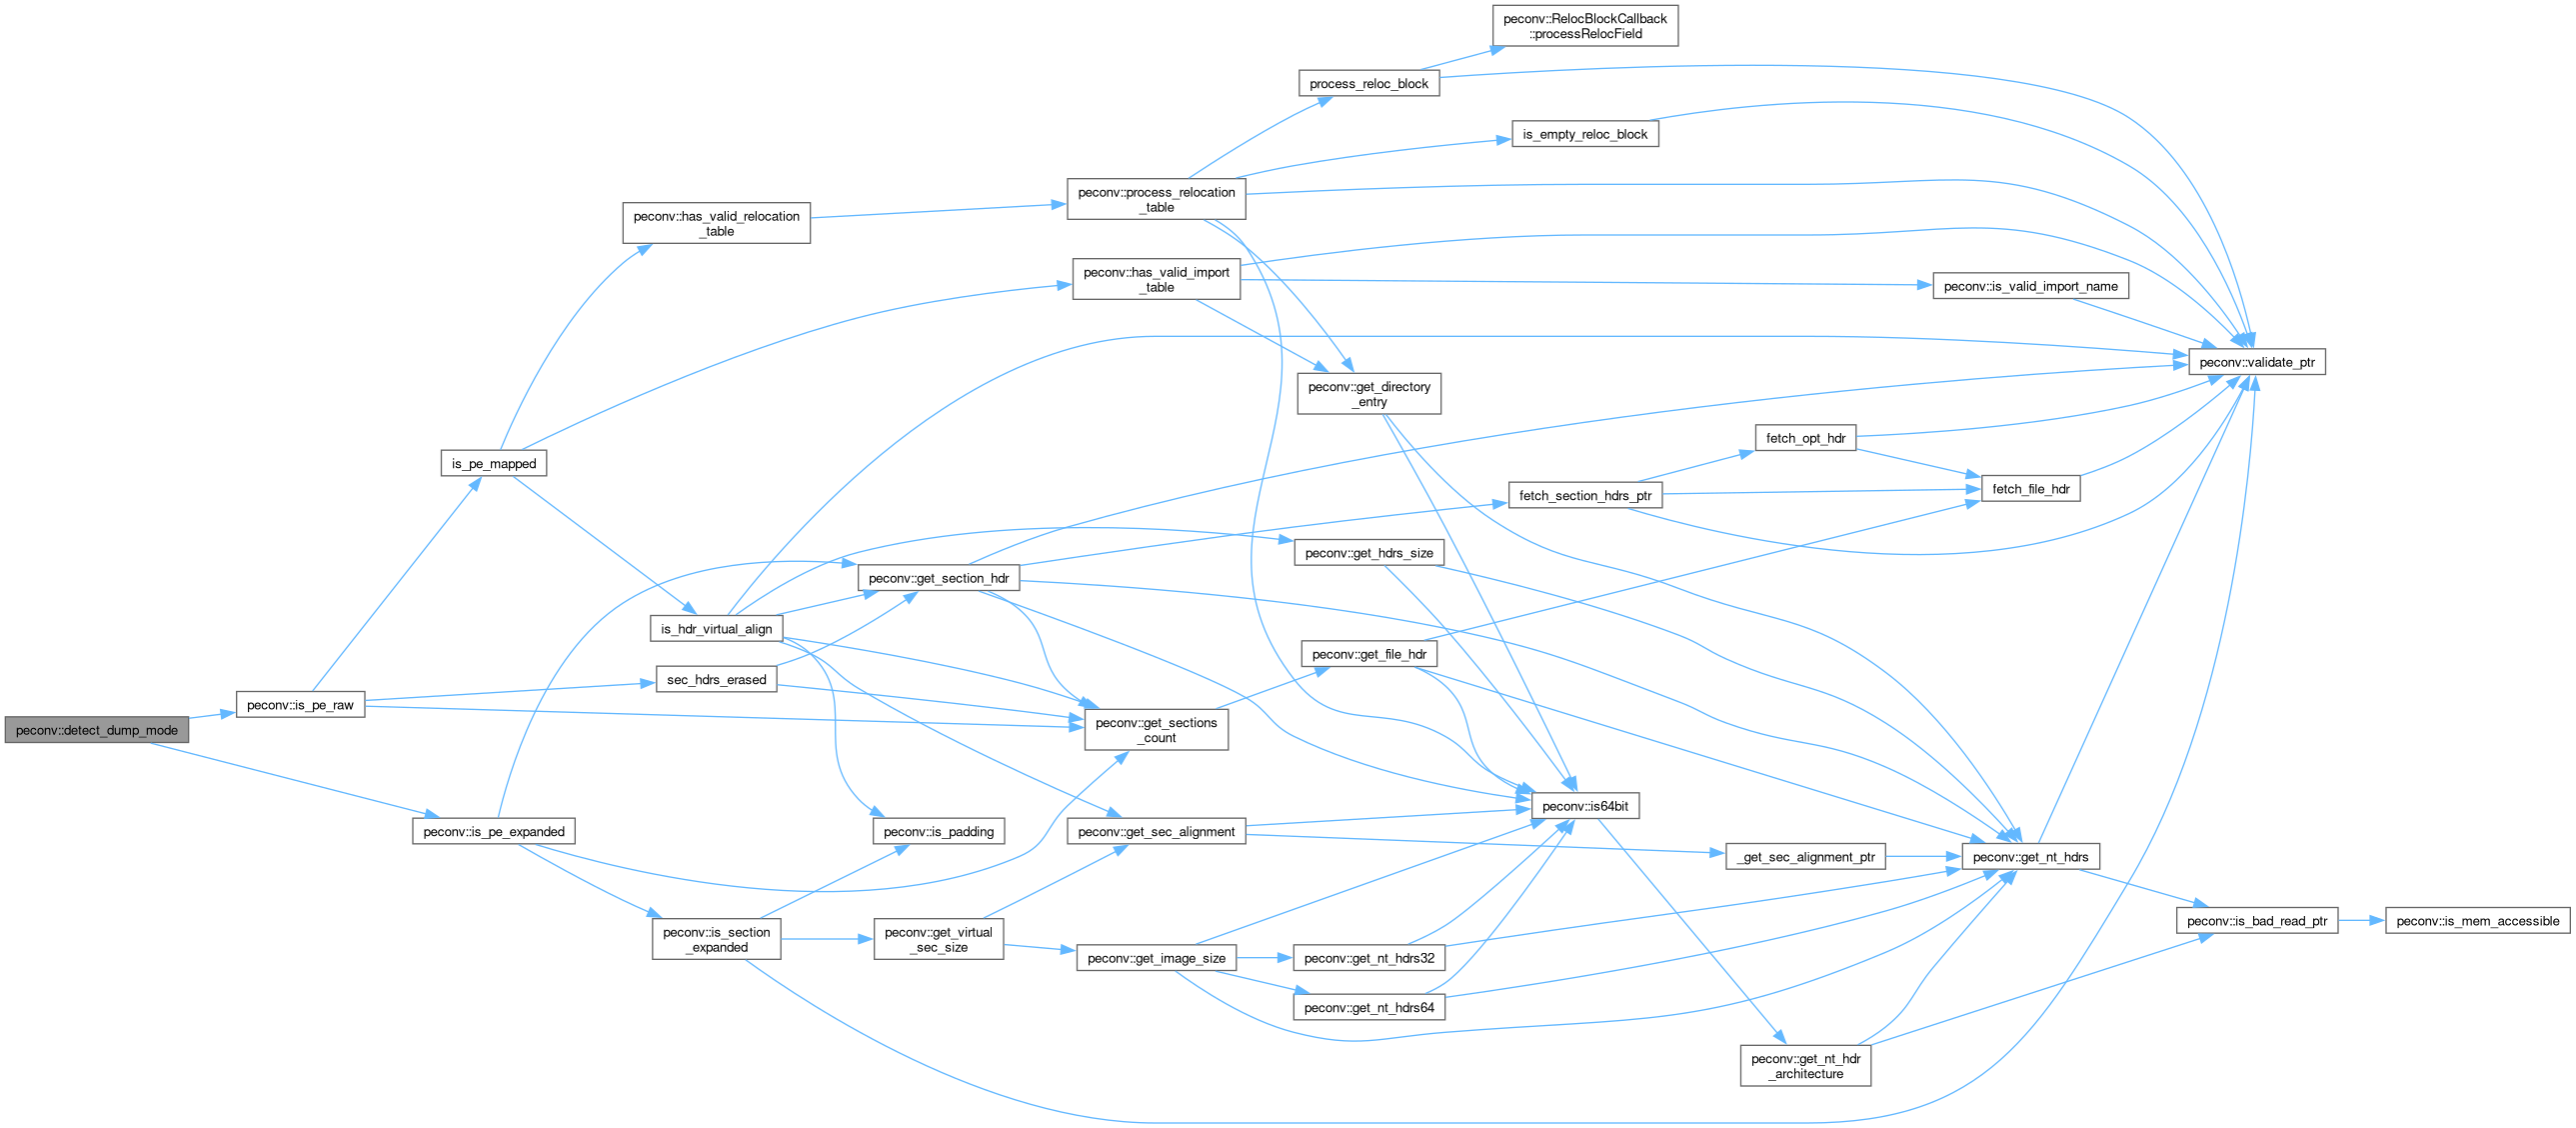 peconv::RelocBlockCallback
::processRelocField
process_reloc_block
is_empty_reloc_block
peconv::process_relocation
_table
peconv::has_valid_relocation
_table
peconv::has_valid_import
_table
peconv::is_valid_import_name
peconv::validate_ptr
peconv::get_directory
_entry
fetch_opt_hdr
is_pe_mapped
fetch_file_hdr
fetch_section_hdrs_ptr
peconv::get_hdrs_size
peconv::get_section_hdr
is_hdr_virtual_align
peconv::get_file_hdr
sec_hdrs_erased
peconv::is_pe_raw
peconv::detect_dump_mode
peconv::get_sections
_count
peconv::is64bit
peconv::is_pe_expanded
peconv::is_padding
peconv::get_sec_alignment
_get_sec_alignment_ptr
peconv::get_nt_hdrs
peconv::is_bad_read_ptr
peconv::is_mem_accessible
peconv::is_section
_expanded
peconv::get_virtual
_sec_size
peconv::get_image_size
peconv::get_nt_hdrs32
peconv::get_nt_hdrs64
peconv::get_nt_hdr
_architecture